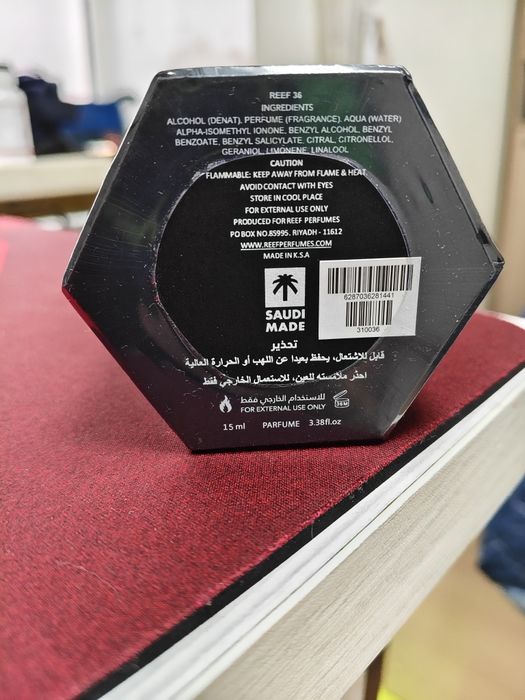 REEF 36
INGREDIENTS
ALCOHOL (DENAT), PERFUME (FRAGRANCE), AQUA (WATER)
ALPHA-ISOMETHYL IONONE, BENZYL ALCOHOL, BENZYL
BENZOATE, BENZYL SALICYLATE, CITRAL, CITRONELLOL,
GERANIOL, LIMONENE, LINALOOL
CAUTION
FLAMMABLE: KEEP AWAY FROM FLAME & HEAT
AVOID CONTACT WITH EYES
STORE IN COOL PLACE
FOR EXTERNAL USE ONLY
PRODUCED FOR REEF PERFUMES
PO BOX NO.85995. RIYADH - 11612
WWW.REEFPERFUMES.COM
MADE IN K.S.A
SAUDI
MADE
6287036281441
310036
تحذير
قابل للاشتعال، يحفظ بعيدا عن اللهب أو الحرارة العالية
احذر ملامسته للعين، للاستعمال الخارجي فقط
للاستخدام الخارجي فقط
FOR EXTERNAL USE ONLY
36M
15 ml PARFUME 3.38fl.oz